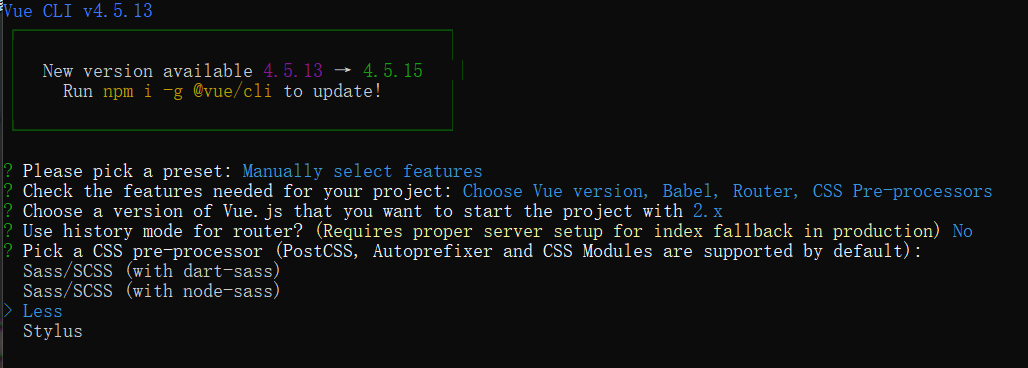 Vue CLI v4.5.13
New version available 4.5.13 → 4.5.15
Run npm i -g @vue/cli to update!
? Please pick a preset: Manually select features
? Check the features needed for your project: Choose Vue version, Babel, Router, CSS Pre-processors
? Choose a version of Vue.js that you want to start the project with 2.x
? Use history mode for router? (Requires proper server setup for index fallback in production) No
? Pick a CSS pre-processor (PostCSS, Autoprefixer and CSS Modules are supported by default):
Sass/SCSS (with dart-sass)
Sass/SCSS (with node-sass)
> Less
Stylus